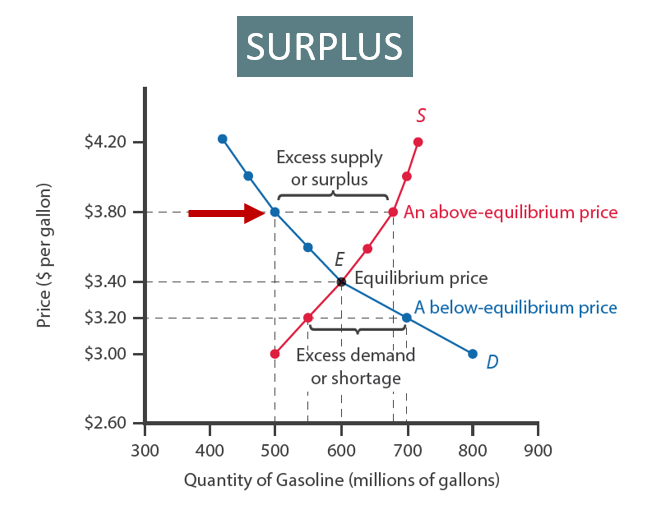 SURPLUS
S
$4.20
Excess supply
or surplus
$3.80
An above-equilibrium price
E
$3.40
Equilibrium price
A below-equilibrium price
$3.20
$3.00
Excess demand
or shortage
D
$2.60
300 400 500 600 700 800 900
Price ($ per gallon)
Quantity of Gasoline (millions of gallons)